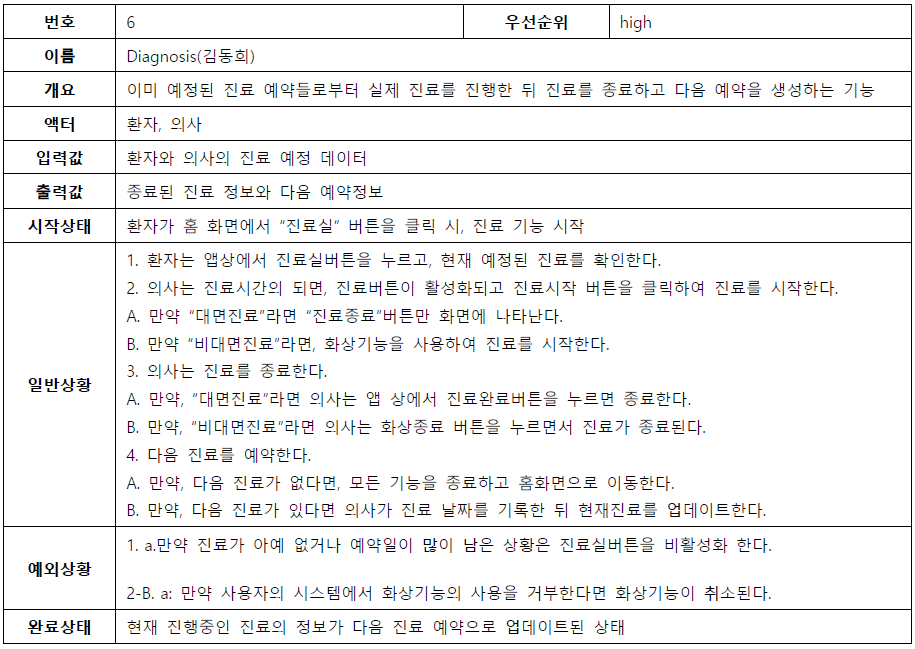 번호 6 우선순위 high
이름 Diagnosis(김동희)
개요 이미 예정된 진료 예약들로부터 실제 진료를 진행한 뒤 진료를 종료하고 다음 예약을 생성하는 기능
액터 환자, 의사
입력값 환자와 의사의 진료 예정 데이터
출력값 종료된 진료 정보와 다음 예약정보
시작상태 환자가 홈 화면에서 “진료실” 버튼을 클릭 시, 진료 기능 시작
일반상황
1. 환자는 앱상에서 진료실버튼을 누르고, 현재 예정된 진료를 확인한다.
2. 의사는 진료시간의 되면, 진료버튼이 활성화되고 진료시작 버튼을 클릭하여 진료를 시작한다.
A. 만약 “대면진료”라면 “진료종료”버튼만 화면에 나타난다.
B. 만약 “비대면진료”라면, 화상기능을 사용하여 진료를 시작한다.
3. 의사는 진료를 종료한다.
A. 만약, “대면진료”라면 의사는 앱 상에서 진료완료버튼을 누르면 종료한다.
B. 만약, “비대면진료”라면 의사는 화상종료 버튼을 누르면서 진료가 종료된다.
4. 다음 진료를 예약한다.
A. 만약, 다음 진료가 없다면, 모든 기능을 종료하고 홈화면으로 이동한다.
B. 만약, 다음 진료가 있다면 의사가 진료 날짜를 기록한 뒤 현재진료를 업데이트한다.
예외상황
1. a.만약 진료가 아예 없거나 예약일이 많이 남은 상황은 진료실버튼을 비활성화 한다.
2-B. a: 만약 사용자의 시스템에서 화상기능의 사용을 거부한다면 화상기능이 취소된다.
완료상태 현재 진행중인 진료의 정보가 다음 진료 예약으로 업데이트된 상태